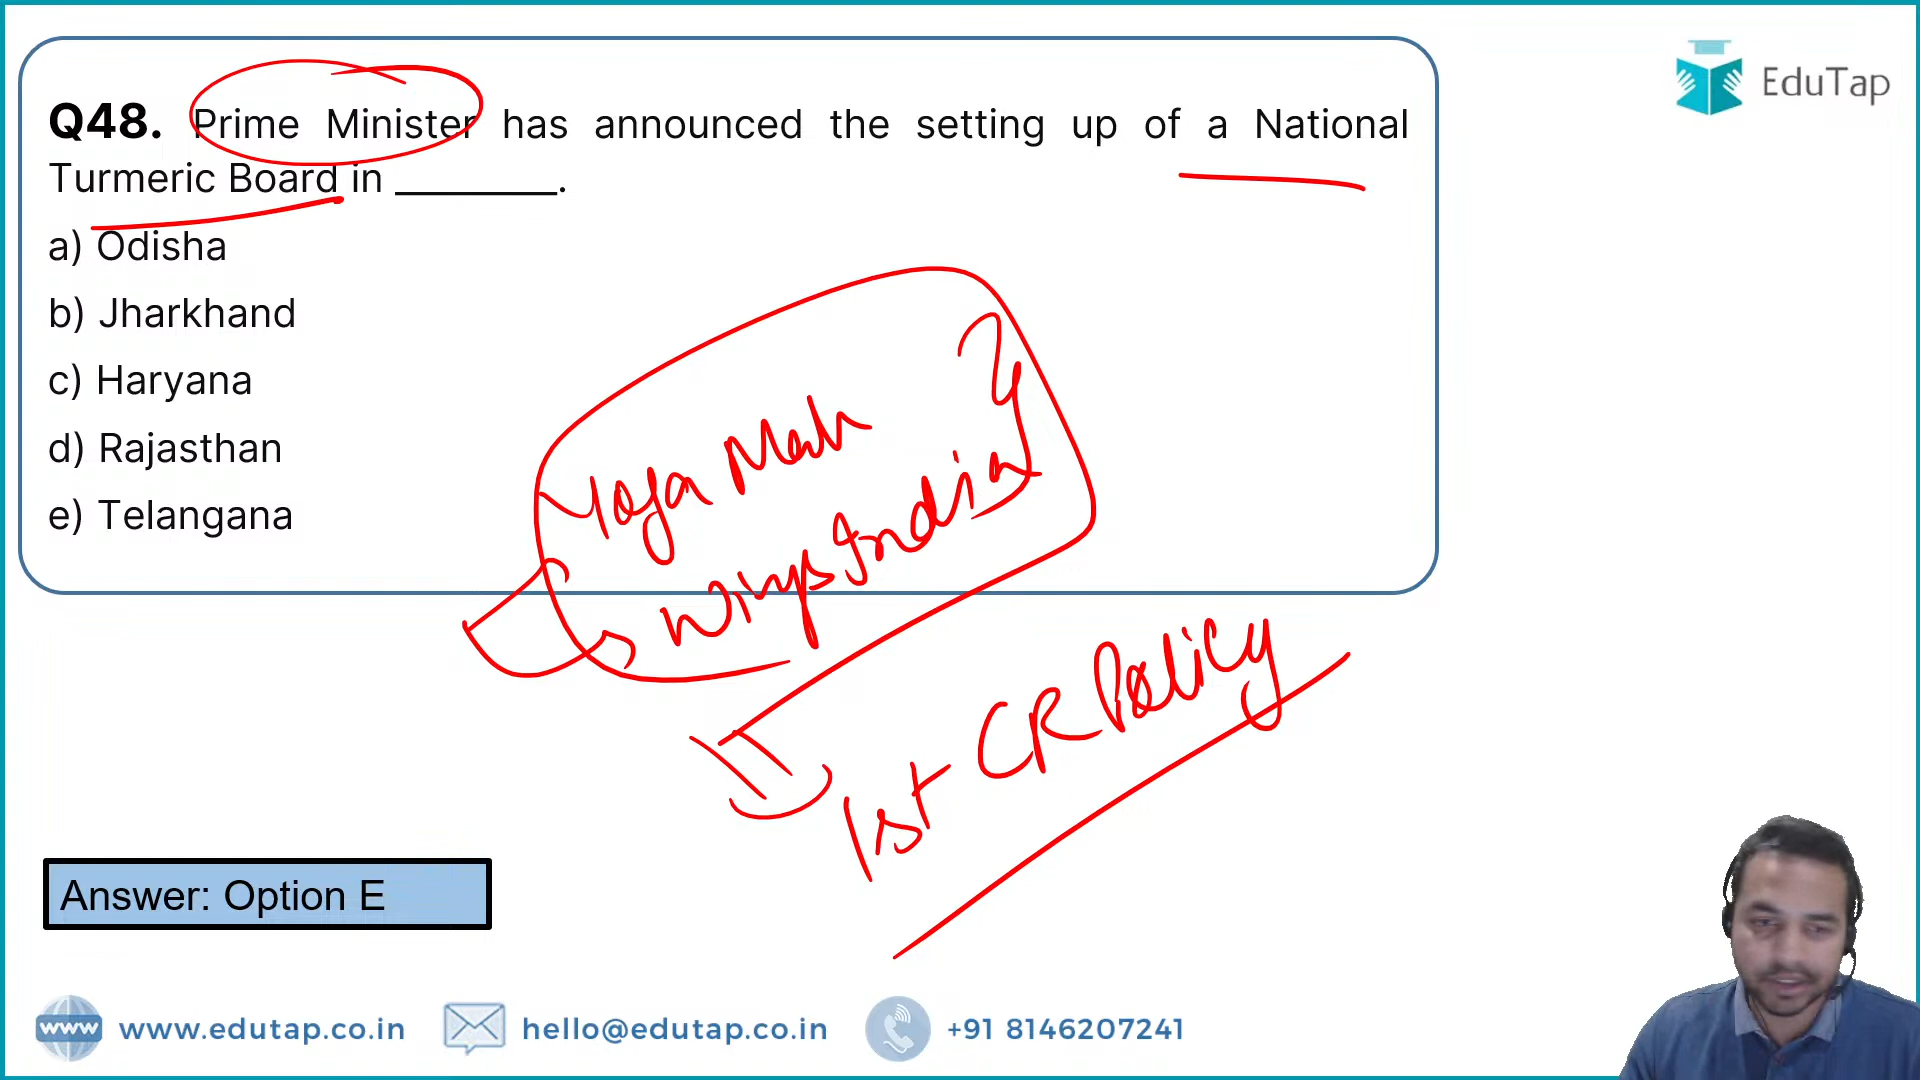 EduTap
Q48. Prime Minister has announced the setting up of a National
Turmeric Board in ________.
a) Odisha
b) Jharkhand
c) Haryana
d) Rajasthan
e) Telangana
Yoga Mah
Wings India
1st CR Policy
Answer: Option E
www www.edutap.co.in hello@edutap.co.in +91 8146207241